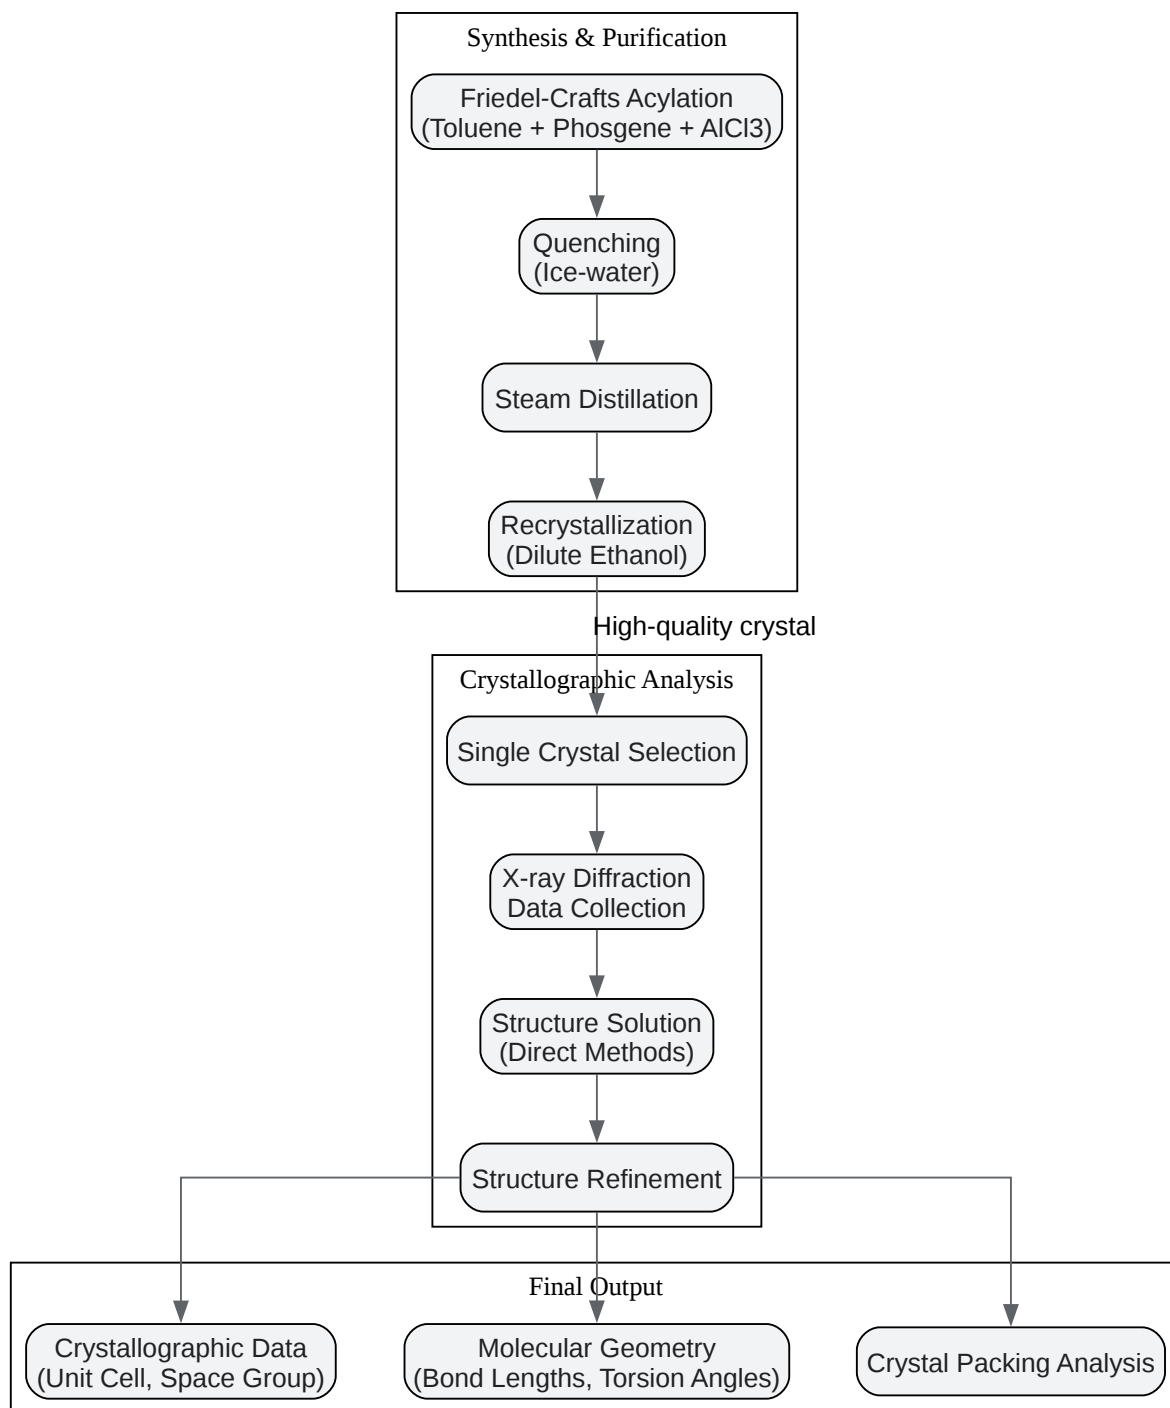 Synthesis & Purification
Friedel-Crafts Acylation
(Toluene + Phosgene + AlCl3)
Quenching
(Ice-water)
Steam Distillation
Recrystallization
(Dilute Ethanol)
High-quality crystal
Crystallographic Analysis
Single Crystal Selection
X-ray Diffraction
Data Collection
Structure Solution
(Direct Methods)
Structure Refinement
Final Output
Crystallographic Data
(Unit Cell, Space Group)
Molecular Geometry
(Bond Lengths, Torsion Angles)
Crystal Packing Analysis